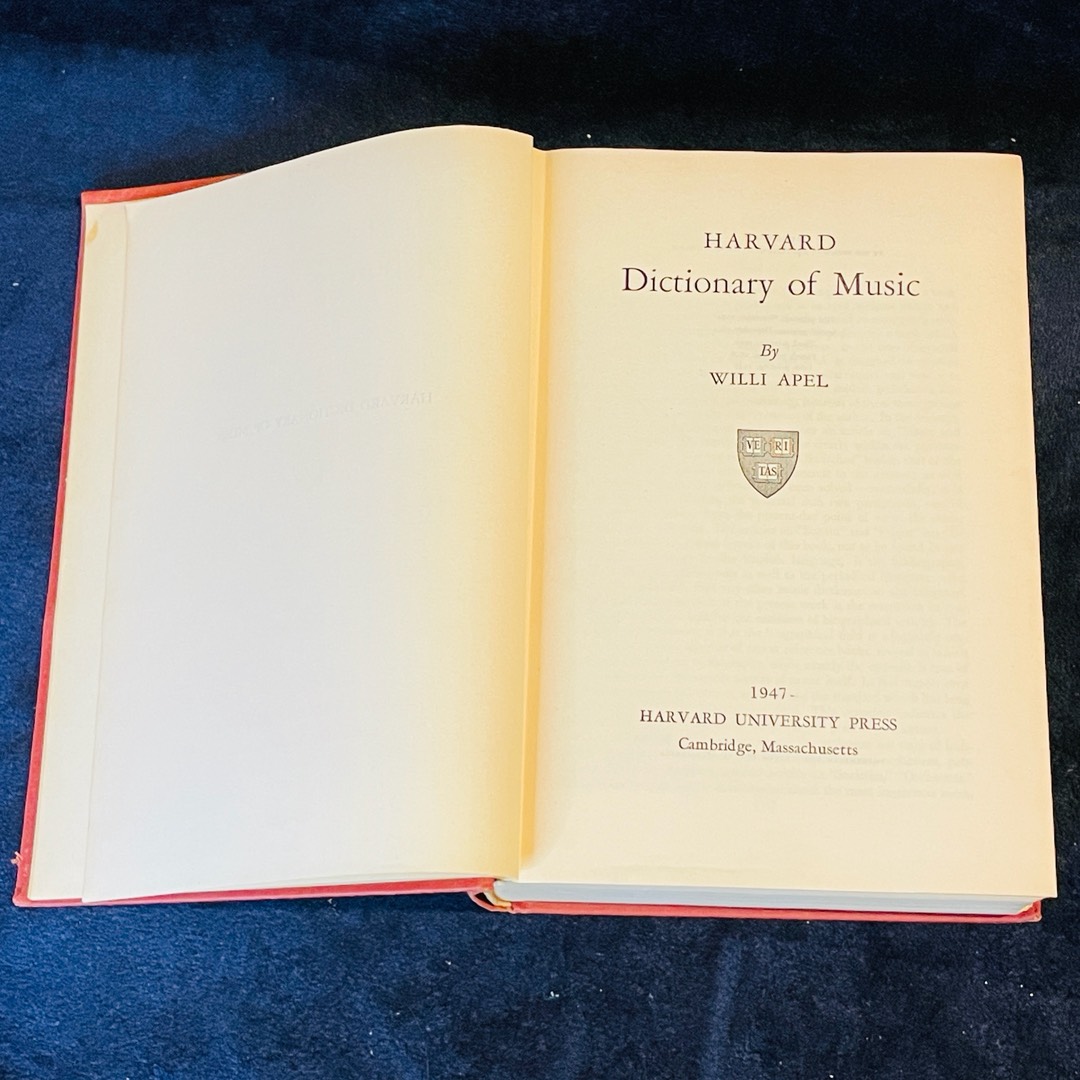 HARVARD
Dictionary of Music
By
WILLI APEL
VE RI
TAS
1947-
HARVARD UNIVERSITY PRESS
Cambridge, Massachusetts